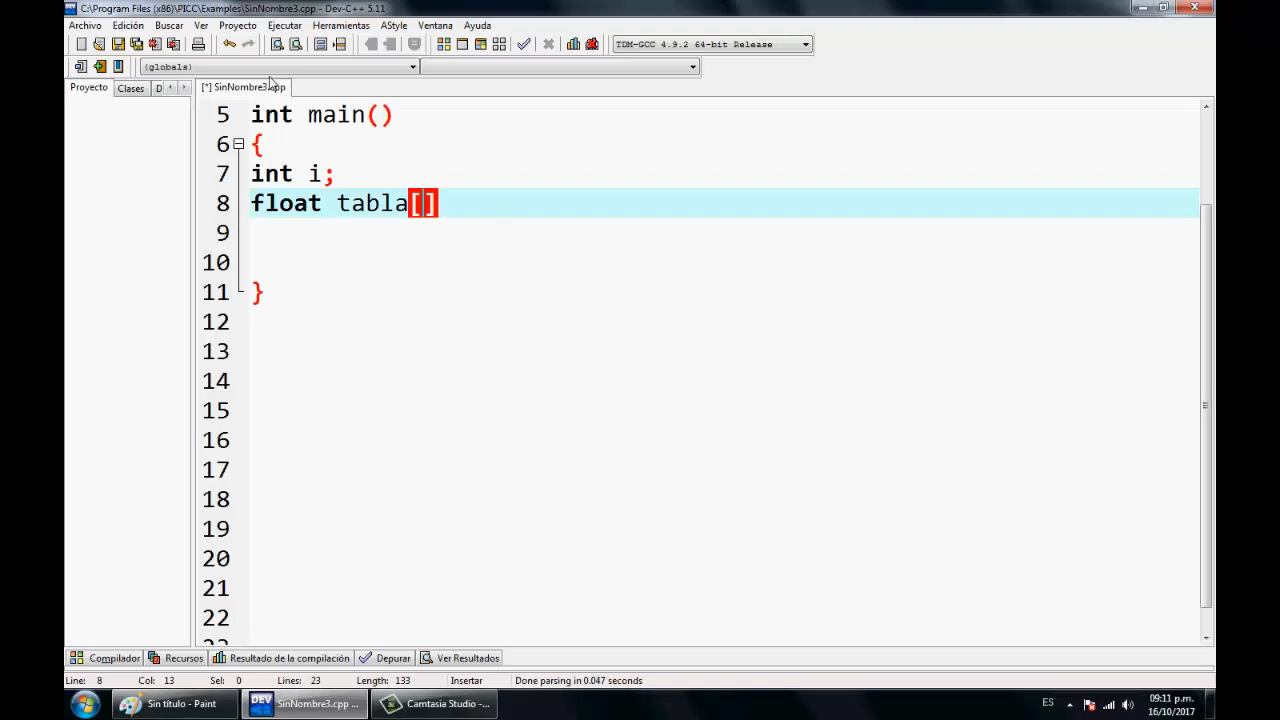 C:\Program Files (x86)\PICC\Examples\SinNombre3.cpp - Dev-C++ 5.11
Archivo Edición Buscar Ver Proyecto Ejecutar Herramientas AStyle Ventana Ayuda
TDM-GCC 4.9.2 64-bit Release
(globals)
Proyecto Clases D [*] SinNombre3.cpp
5 int main()
6 {
7 int i;
8 float tabla[]
9
10
11 }
12
13
14
15
16
17
18
19
20
21
22
Compilador Recursos Resultado de la compilación Depurar Ver Resultados
Line: 8 Col: 13 Sel: 0 Lines: 23 Length: 133 Insertar Done parsing in 0.047 seconds
Sin título - Paint DEV SinNombre3.cpp ... Camtasia Studio -... ES 09:11 p.m.
16/10/2017